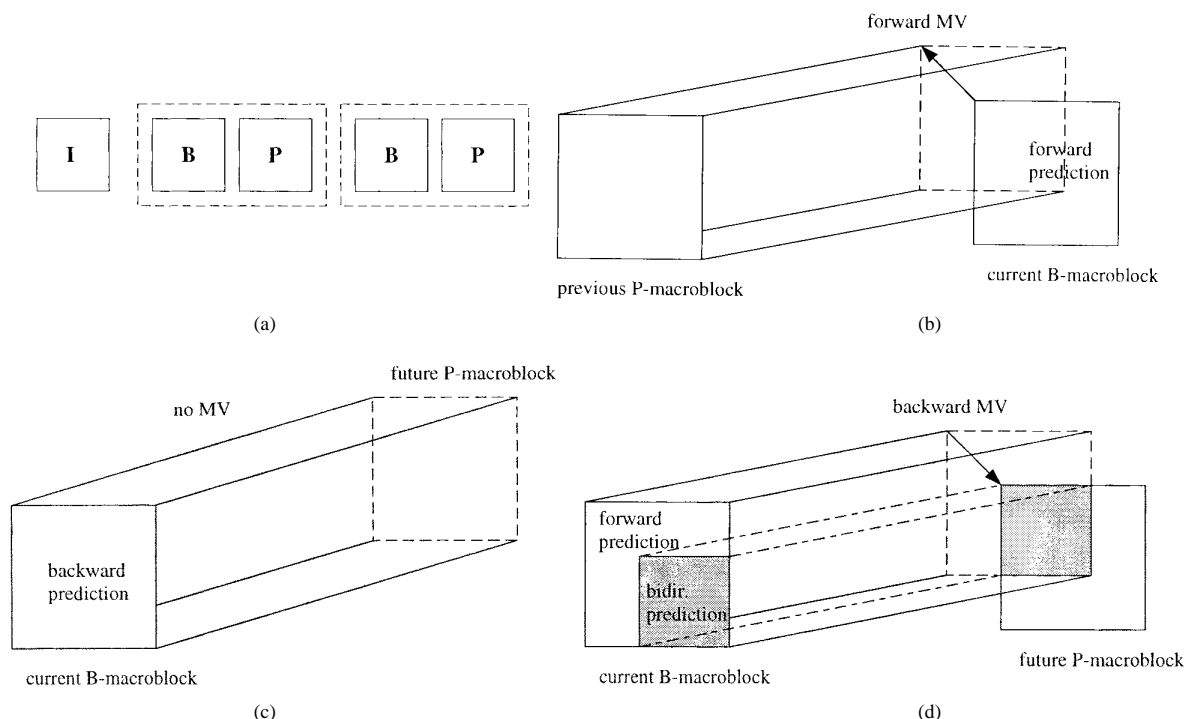 I
B
P
B
P
(a)
forward MV
forward
prediction
previous P-macroblock
current B-macroblock
(b)
future P-macroblock
no MV
backward
prediction
current B-macroblock
(c)
backward MV
forward
prediction
bidir.
prediction
current B-macroblock
future P-macroblock
(d)